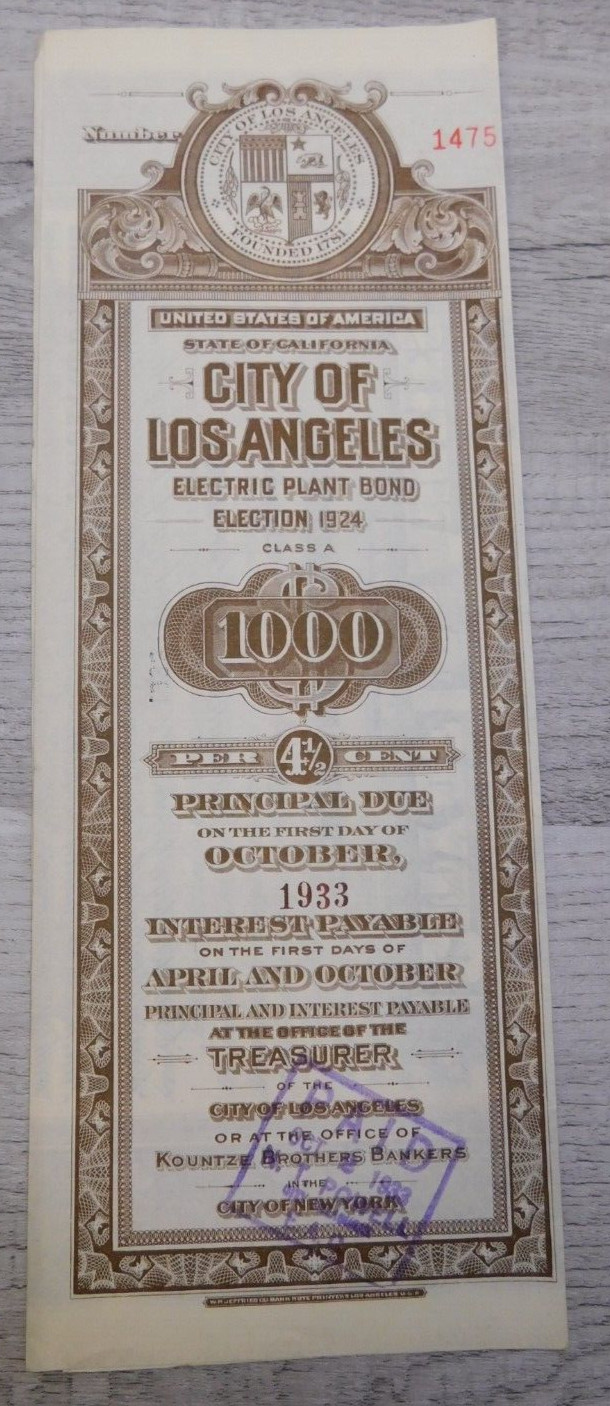 Number
1475
CITY OF LOS ANGELES
FOUNDED 1781
UNITED STATES OF AMERICA
STATE OF CALIFORNIA
CITY OF
LOS ANGELES
ELECTRIC PLANT BOND
ELECTION, 1924
CLASS A
$1000
PER 4½ CENT
PRINCIPAL DUE
ON THE FIRST DAY OF
OCTOBER,
1933
INTEREST PAYABLE
ON THE FIRST DAYS OF
APRIL AND OCTOBER
PRINCIPAL AND INTEREST PAYABLE
AT THE OFFICE OF THE
TREASURER
OF THE
CITY OF LOS ANGELES
OR AT THE OFFICE OF
KOUNTZE BROTHERS BANKERS
IN THE
CITY OF NEW YORK
PAID
OCT 2 1933